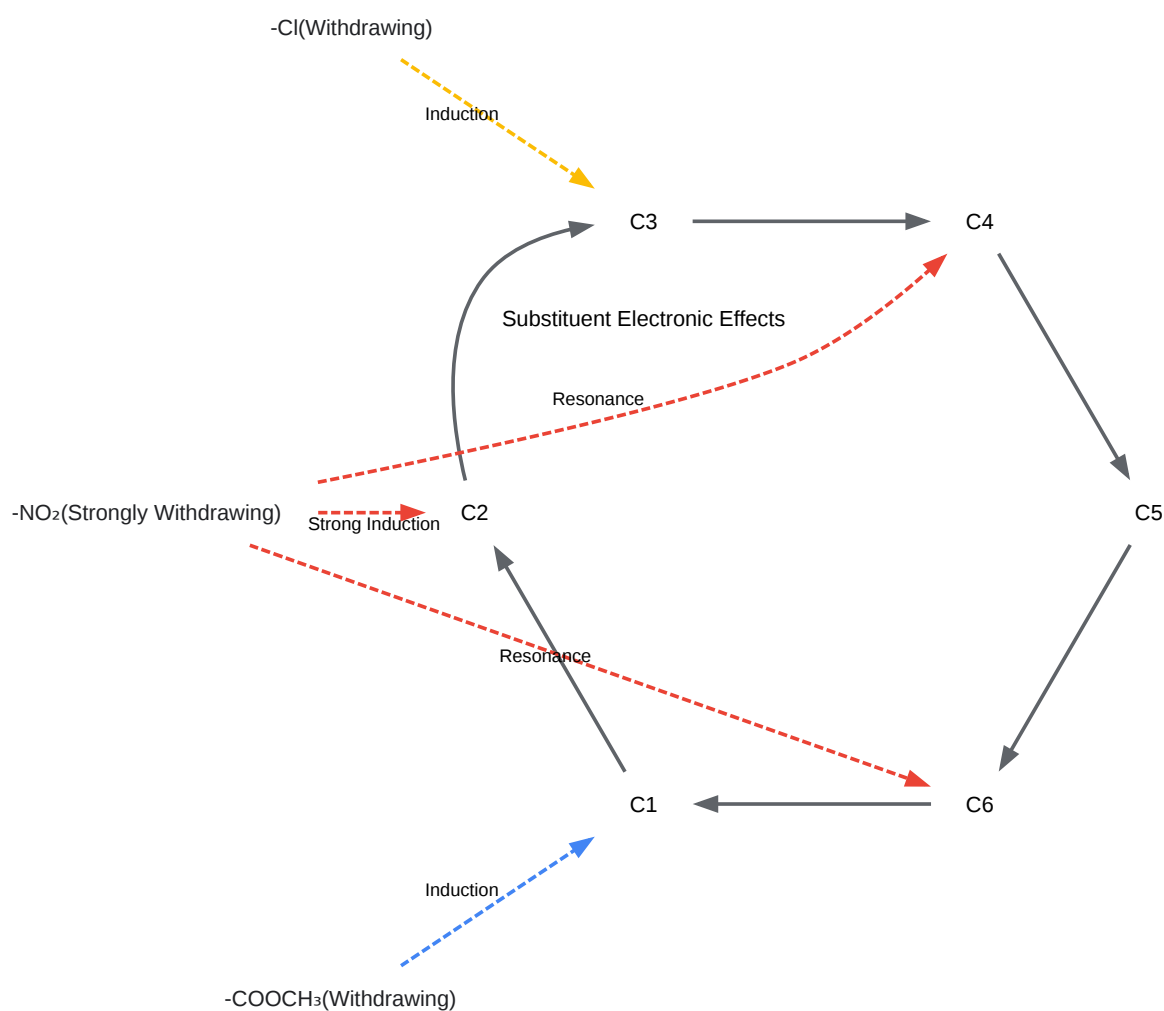 -Cl(Withdrawing)
Induction
C3
C4
Substituent Electronic Effects
Resonance
-NO₂(Strongly Withdrawing)
Strong Induction
C2
C5
Resonance
C1
C6
Induction
-COOCH₃(Withdrawing)